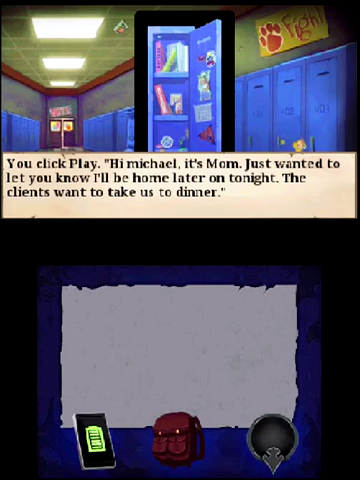 Fight
You click Play. "Hi michael, it's Mom. Just wanted to
let you know I'll be home later on tonight. The
clients want to take us to dinner."